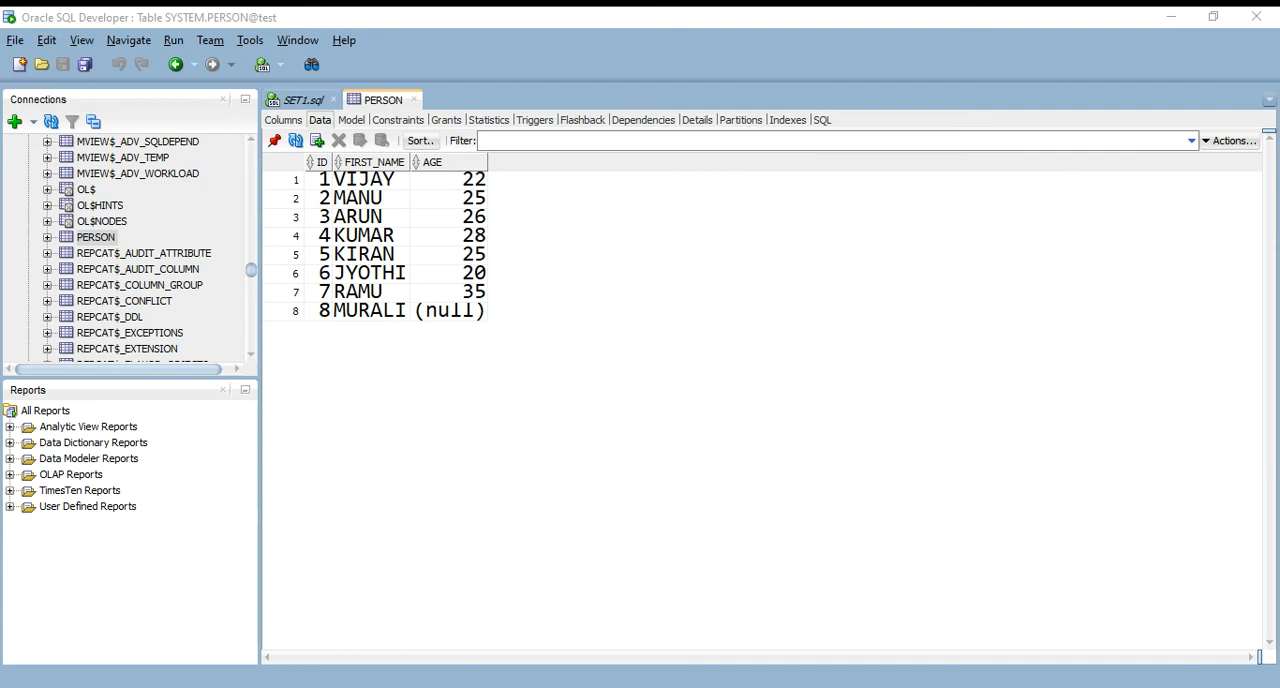 Oracle SQL Developer : Table SYSTEM.PERSON@test
File Edit View Navigate Run Team Tools Window Help
Connections
MVIEW$_ADV_SQLDEPEND
MVIEW$_ADV_TEMP
MVIEW$_ADV_WORKLOAD
OL$
OL$HINTS
OL$NODES
PERSON
REPCAT$_AUDIT_ATTRIBUTE
REPCAT$_AUDIT_COLUMN
REPCAT$_COLUMN_GROUP
REPCAT$_CONFLICT
REPCAT$_DDL
REPCAT$_EXCEPTIONS
REPCAT$_EXTENSION
Reports
All Reports
Analytic View Reports
Data Dictionary Reports
Data Modeler Reports
OLAP Reports
TimesTen Reports
User Defined Reports
SET1.sql PERSON
Columns Data Model Constraints Grants Statistics Triggers Flashback Dependencies Details Partitions Indexes SQL
Sort.. Filter: Actions...
ID FIRST_NAME AGE
1 1 VIJAY 22
2 2 MANU 25
3 3 ARUN 26
4 4 KUMAR 28
5 5 KIRAN 25
6 6 JYOTHI 20
7 7 RAMU 35
8 8 MURALI (null)